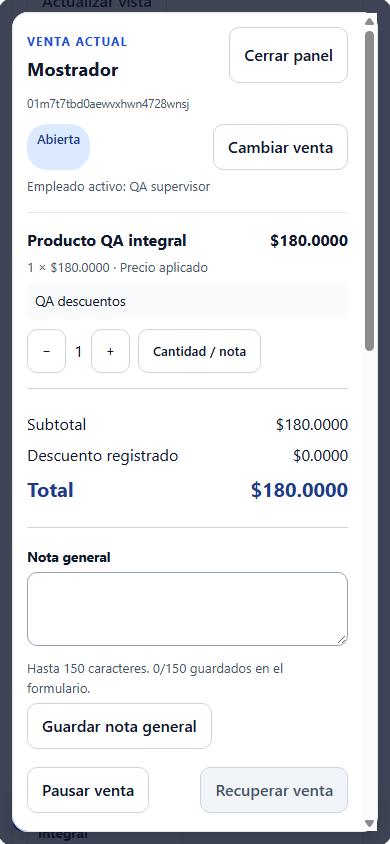 Actualizar vista
VENTA ACTUAL
Cerrar panel
Mostrador
01m7t7tbd0aewvxhwn4728wnsj
Abierta
Cambiar venta
Empleado activo: QA supervisor
Producto QA integral $180.0000
1 × $180.0000 · Precio aplicado
QA descuentos
− 1 + Cantidad / nota
Subtotal $180.0000
Descuento registrado $0.0000
Total $180.0000
Nota general
Hasta 150 caracteres. 0/150 guardados en el
formulario.
Guardar nota general
Pausar venta Recuperar venta
integral